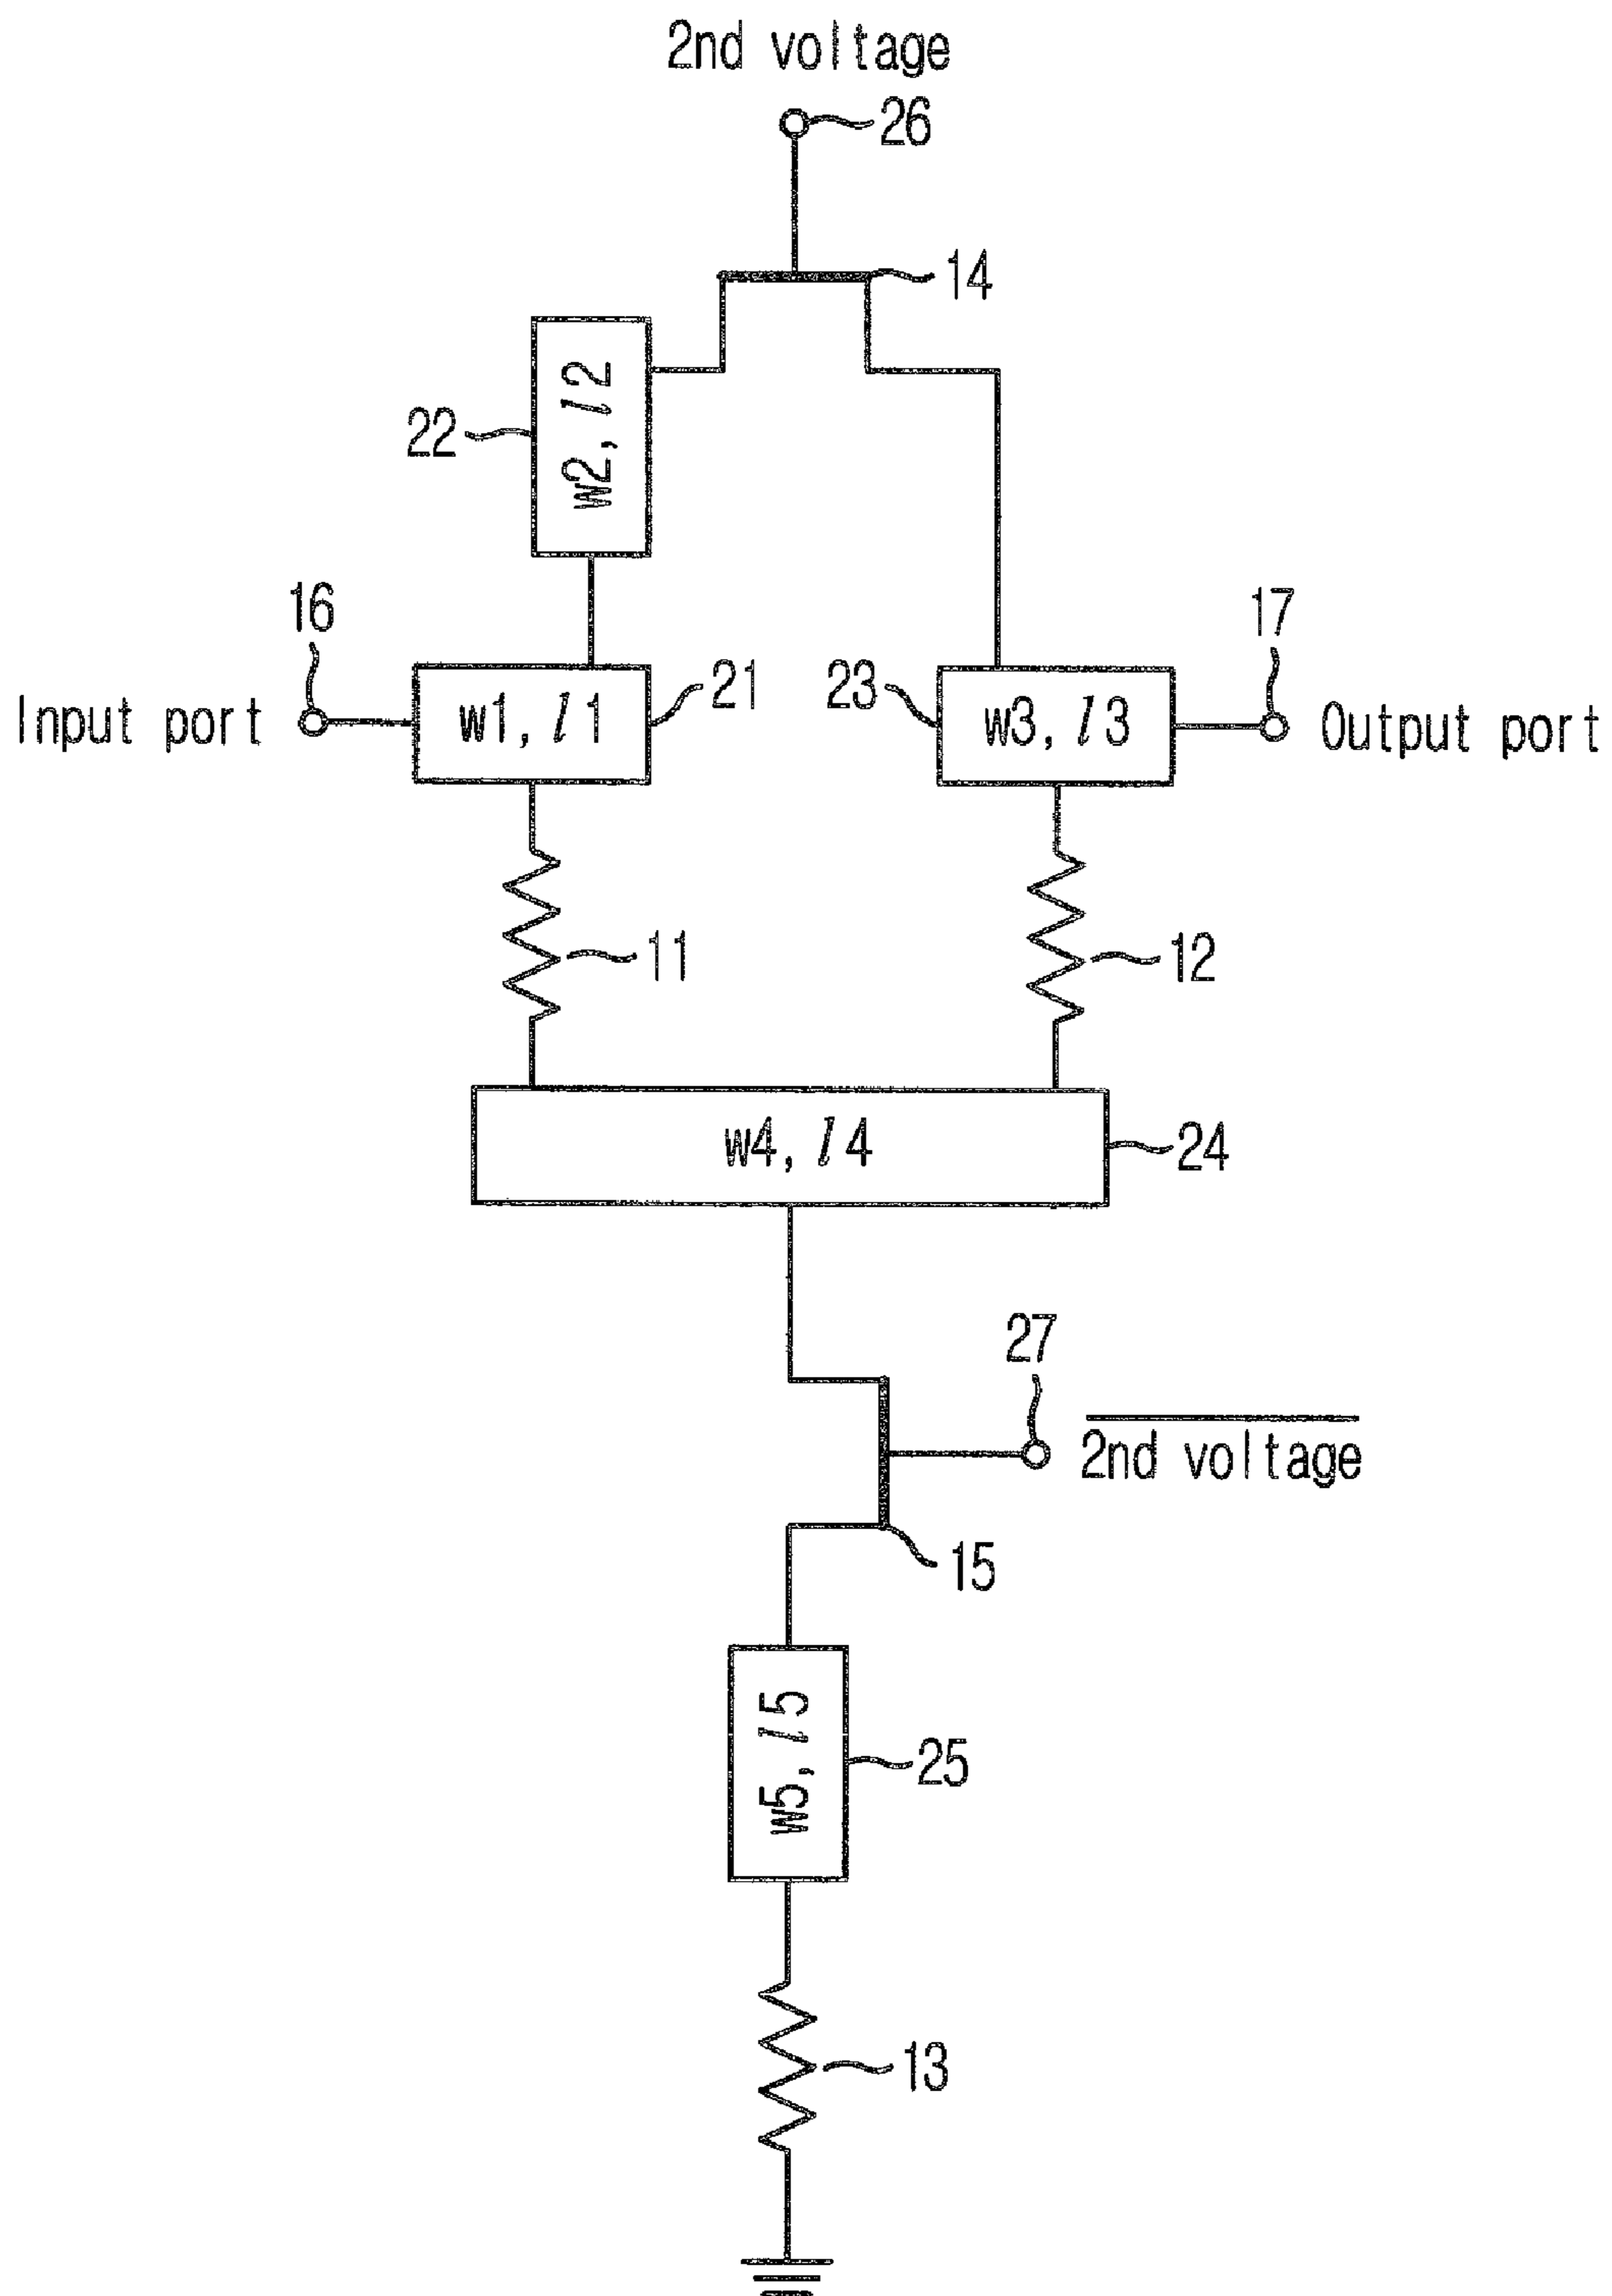 2nd voltage
26
14
w2, l2
22
16
21
23
17
Input port
w1, l1
w3, l3
Output port
11
12
w4, l4
24
27
2nd voltage
15
w5, l5
25
13